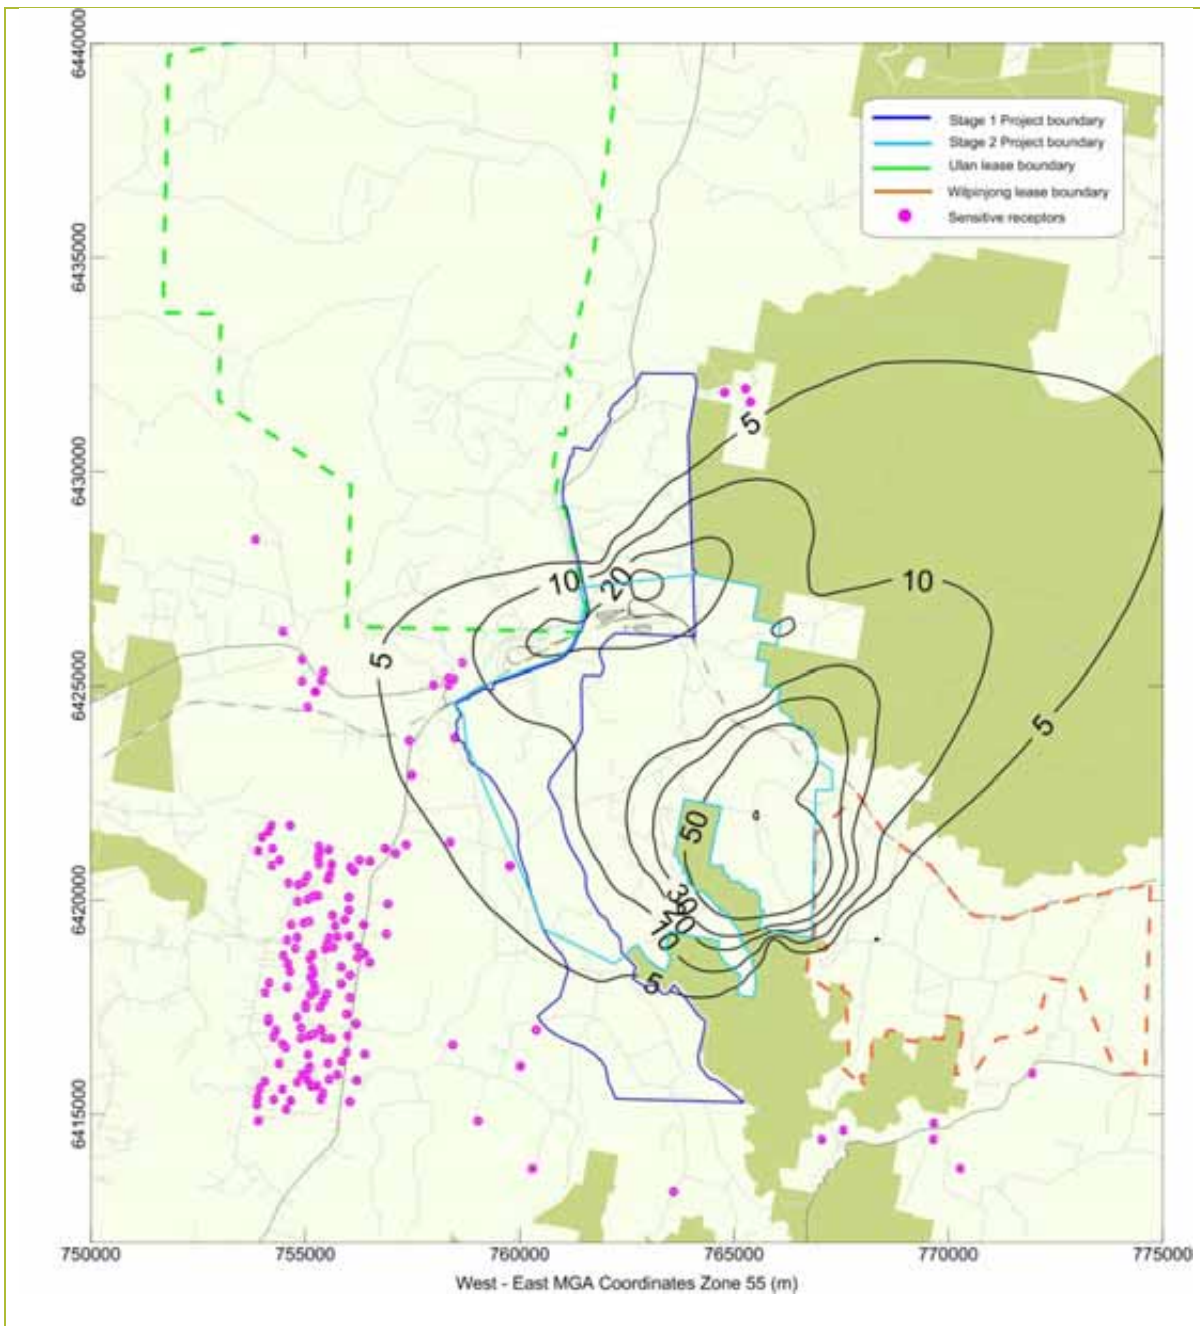 6440000
6435000
6430000
6425000
6420000
6415000
Stage 1 Project boundary
Stage 2 Project boundary
Ulan lease boundary
Wilpinjong lease boundary
Sensitive receptors
5
10
20
10
5
5
50
30
10
5
750000 755000 760000 765000 770000 775000
West - East MGA Coordinates Zone 55 (m)